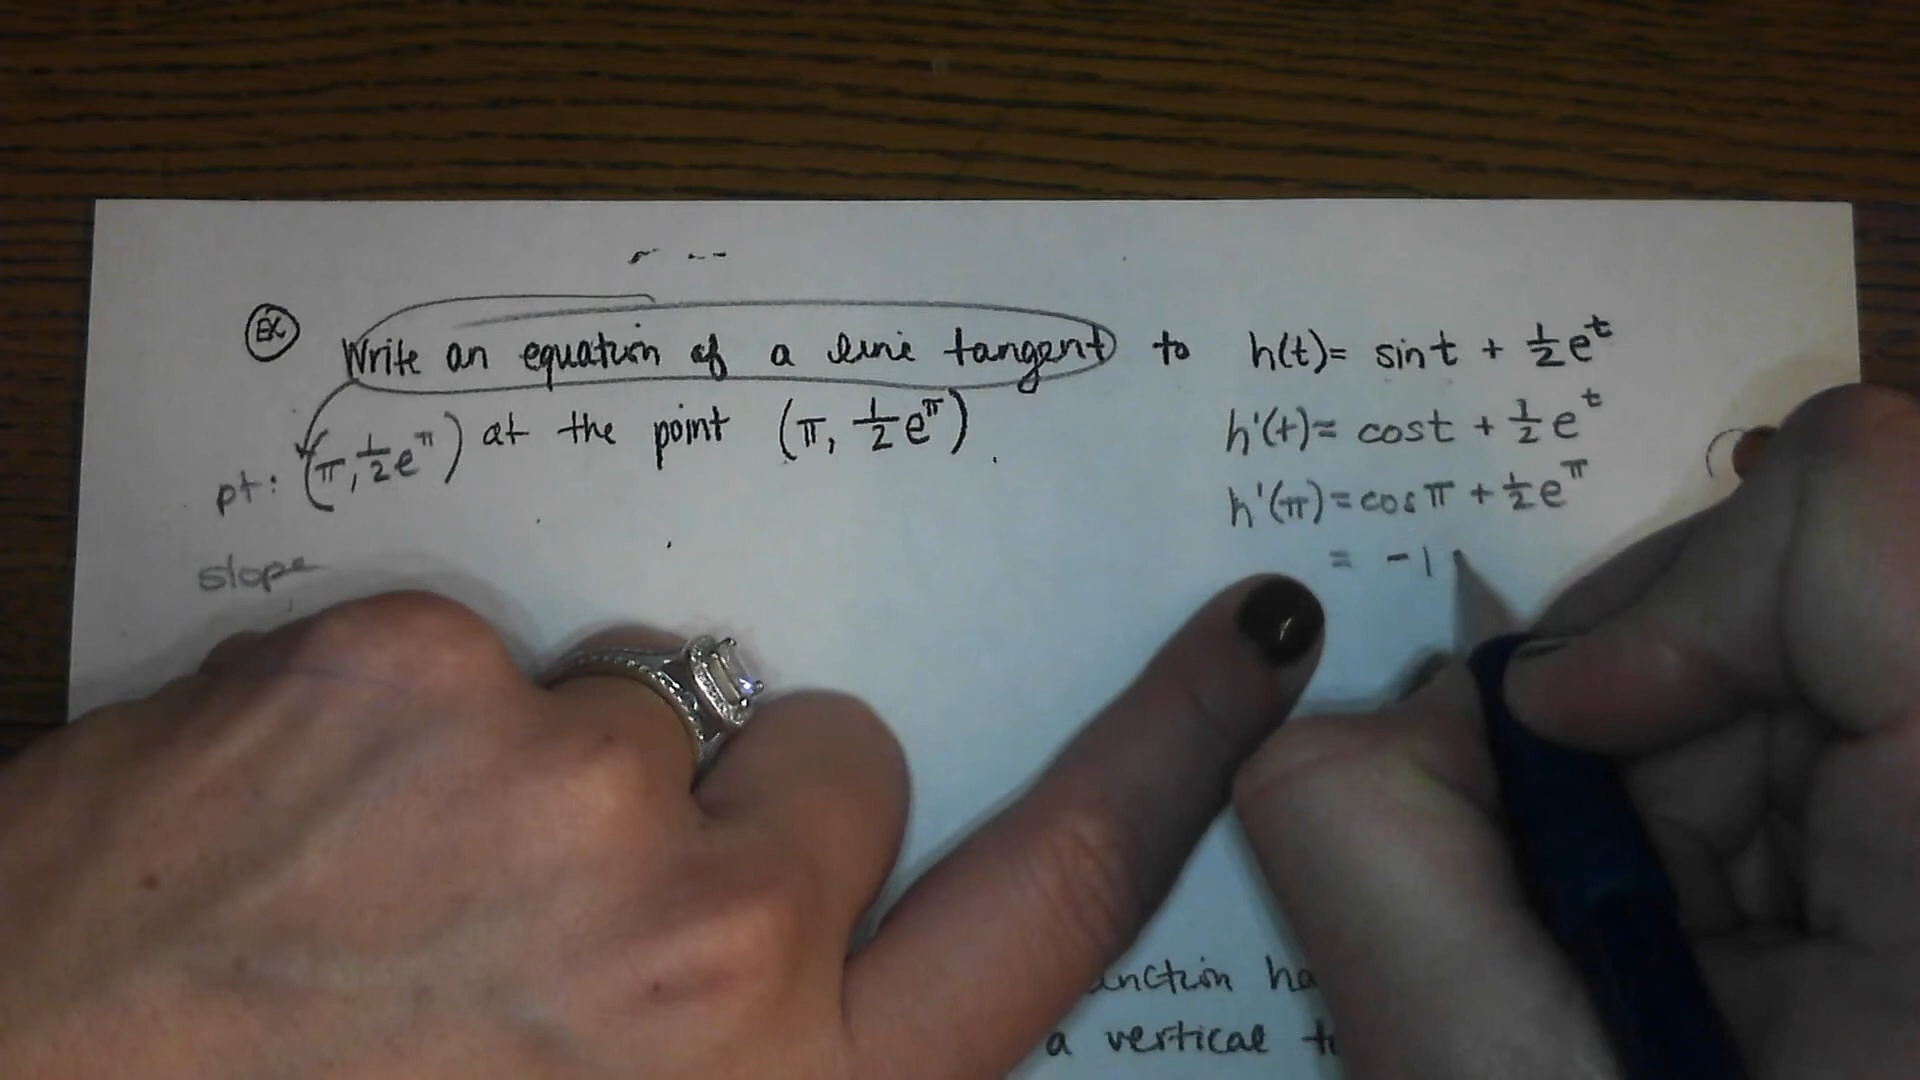 EX Write an equation of a line tangent to h(t)= sin t + ½e^t
at the point (π, ½e^π).
h'(t)= cos t + ½e^t
pt: (π, ½e^π)
h'(π)= cos π + ½e^π
slope
= -1
ha
a vertical